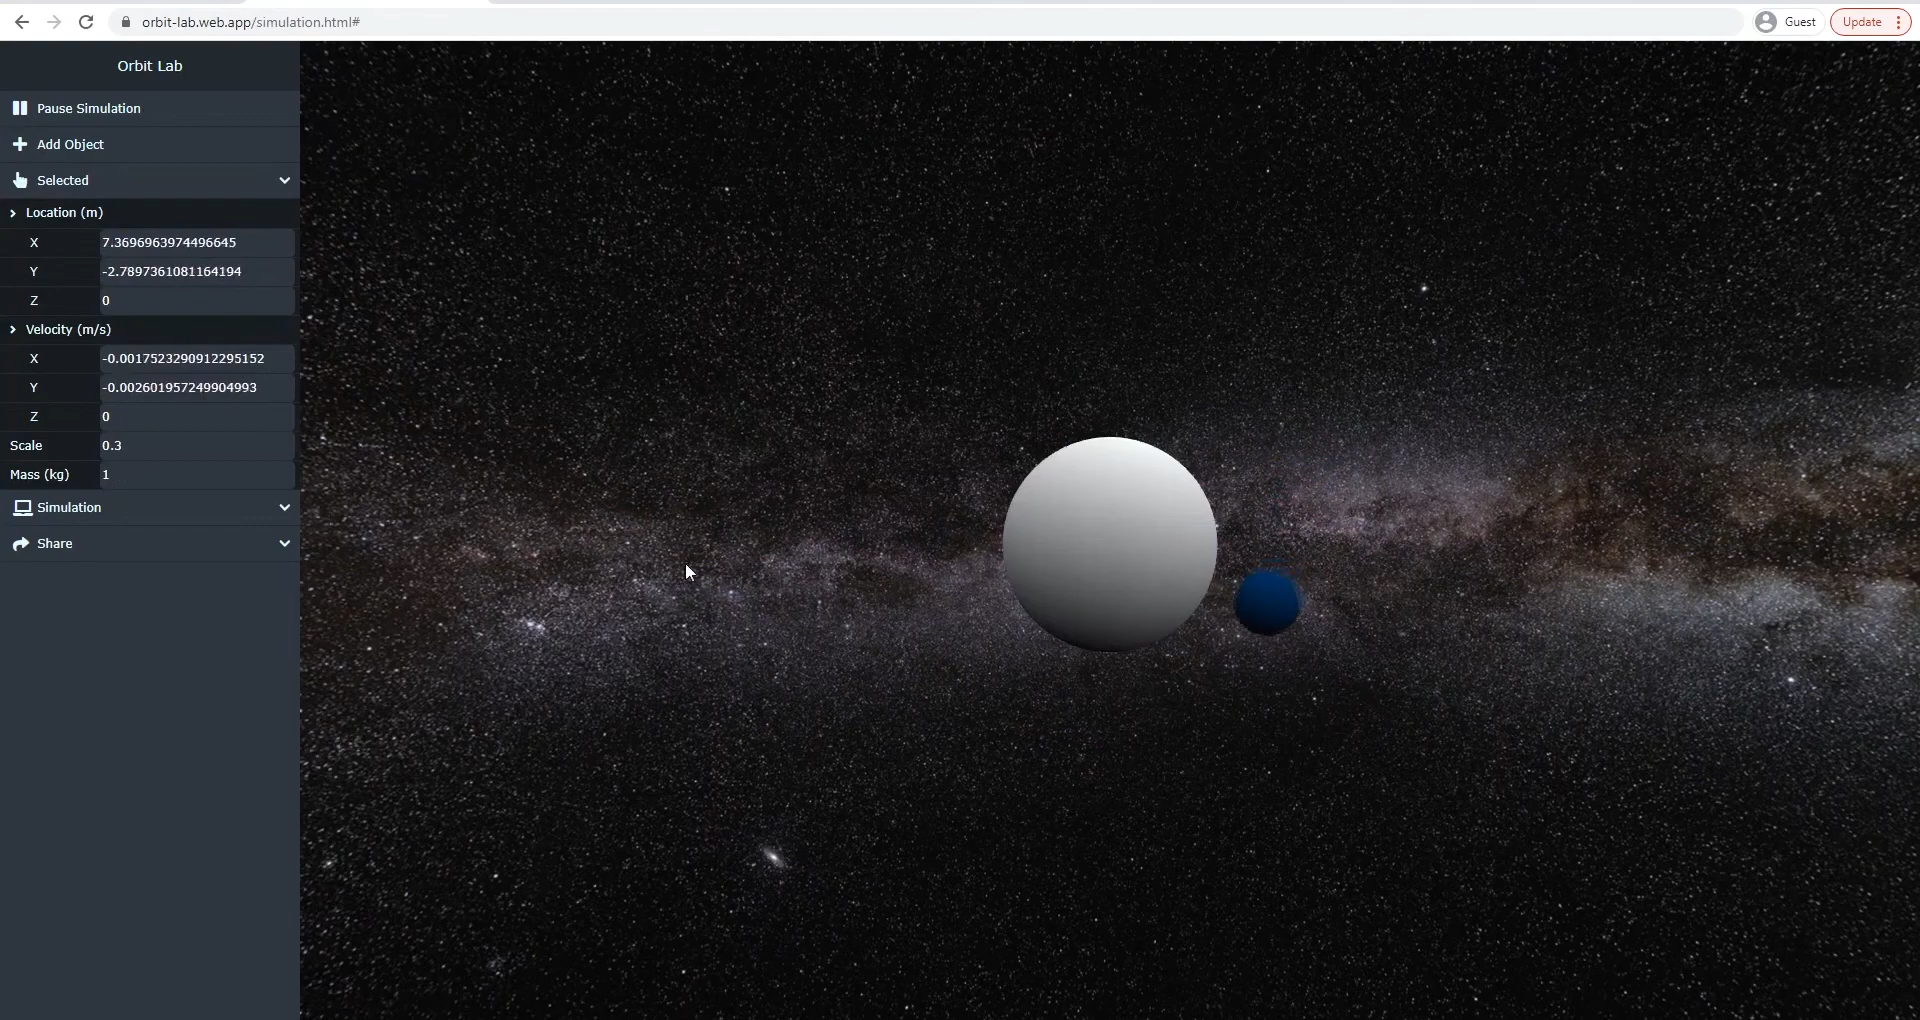 orbit-lab.web.app/simulation.html#
Guest
Update
Orbit Lab
Pause Simulation
Add Object
Selected
Location (m)
X 7.3696963974496645
Y -2.7897361081164194
Z 0
Velocity (m/s)
X -0.0017523290912295152
Y -0.002601957249904993
Z 0
Scale 0.3
Mass (kg) 1
Simulation
Share